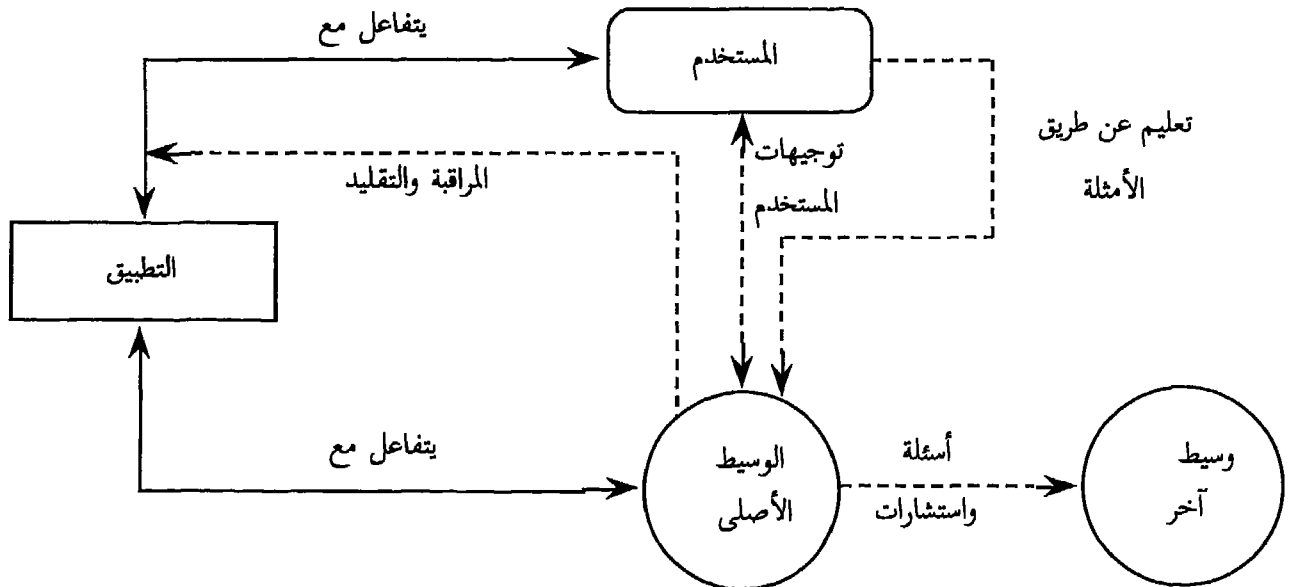 يتفاعل مع
المستخدم
تعليم عن طريق
الأمثلة
توجيهات
المستخدم
المراقبة والتقليد
التطبيق
يتفاعل مع
الوسيط
الأصلى
أسئلة
واستشارات
وسيط
آخر